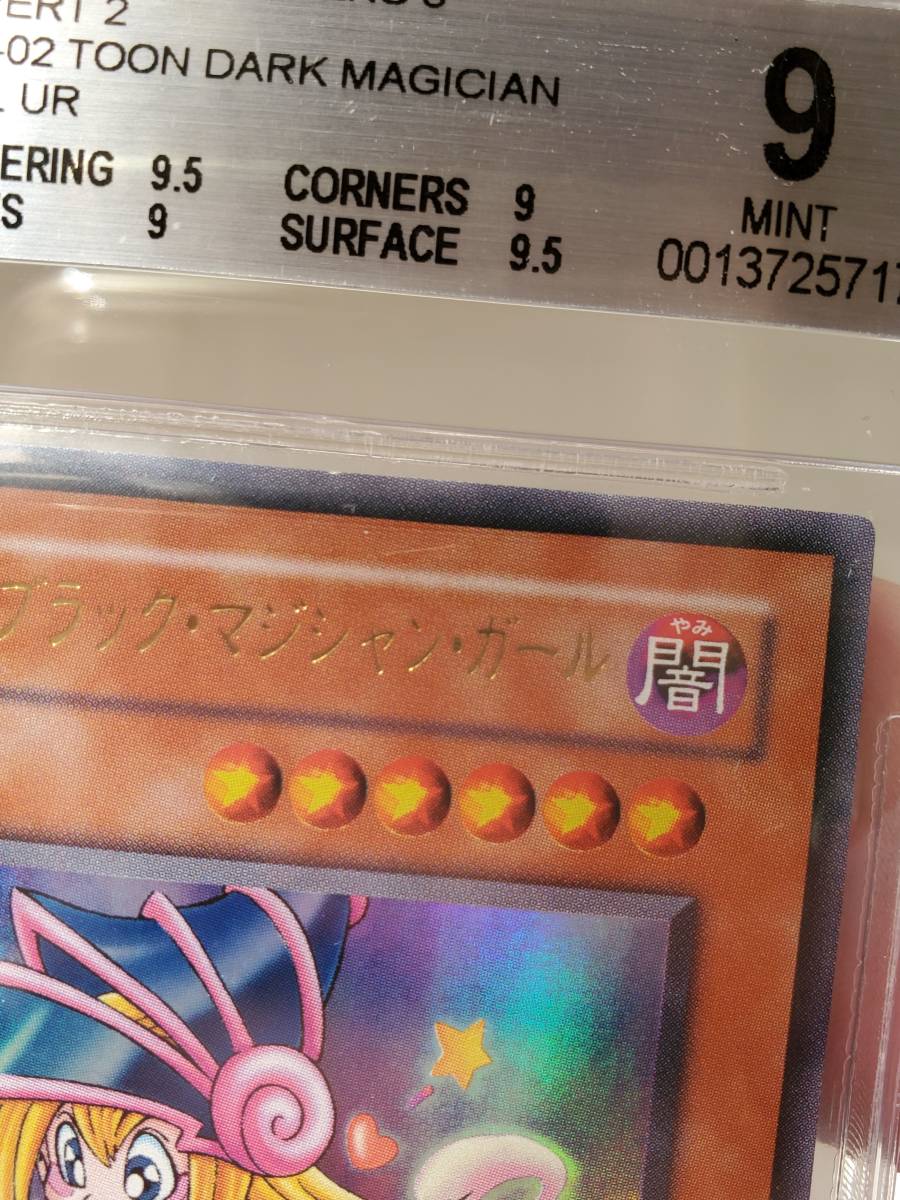 ERT 2
-02 TOON DARK MAGICIAN
UR
ERING 9.5 CORNERS 9
S 9 SURFACE 9.5
9
MINT
001372571
ブラック・マジシャン・ガール
やみ
闇